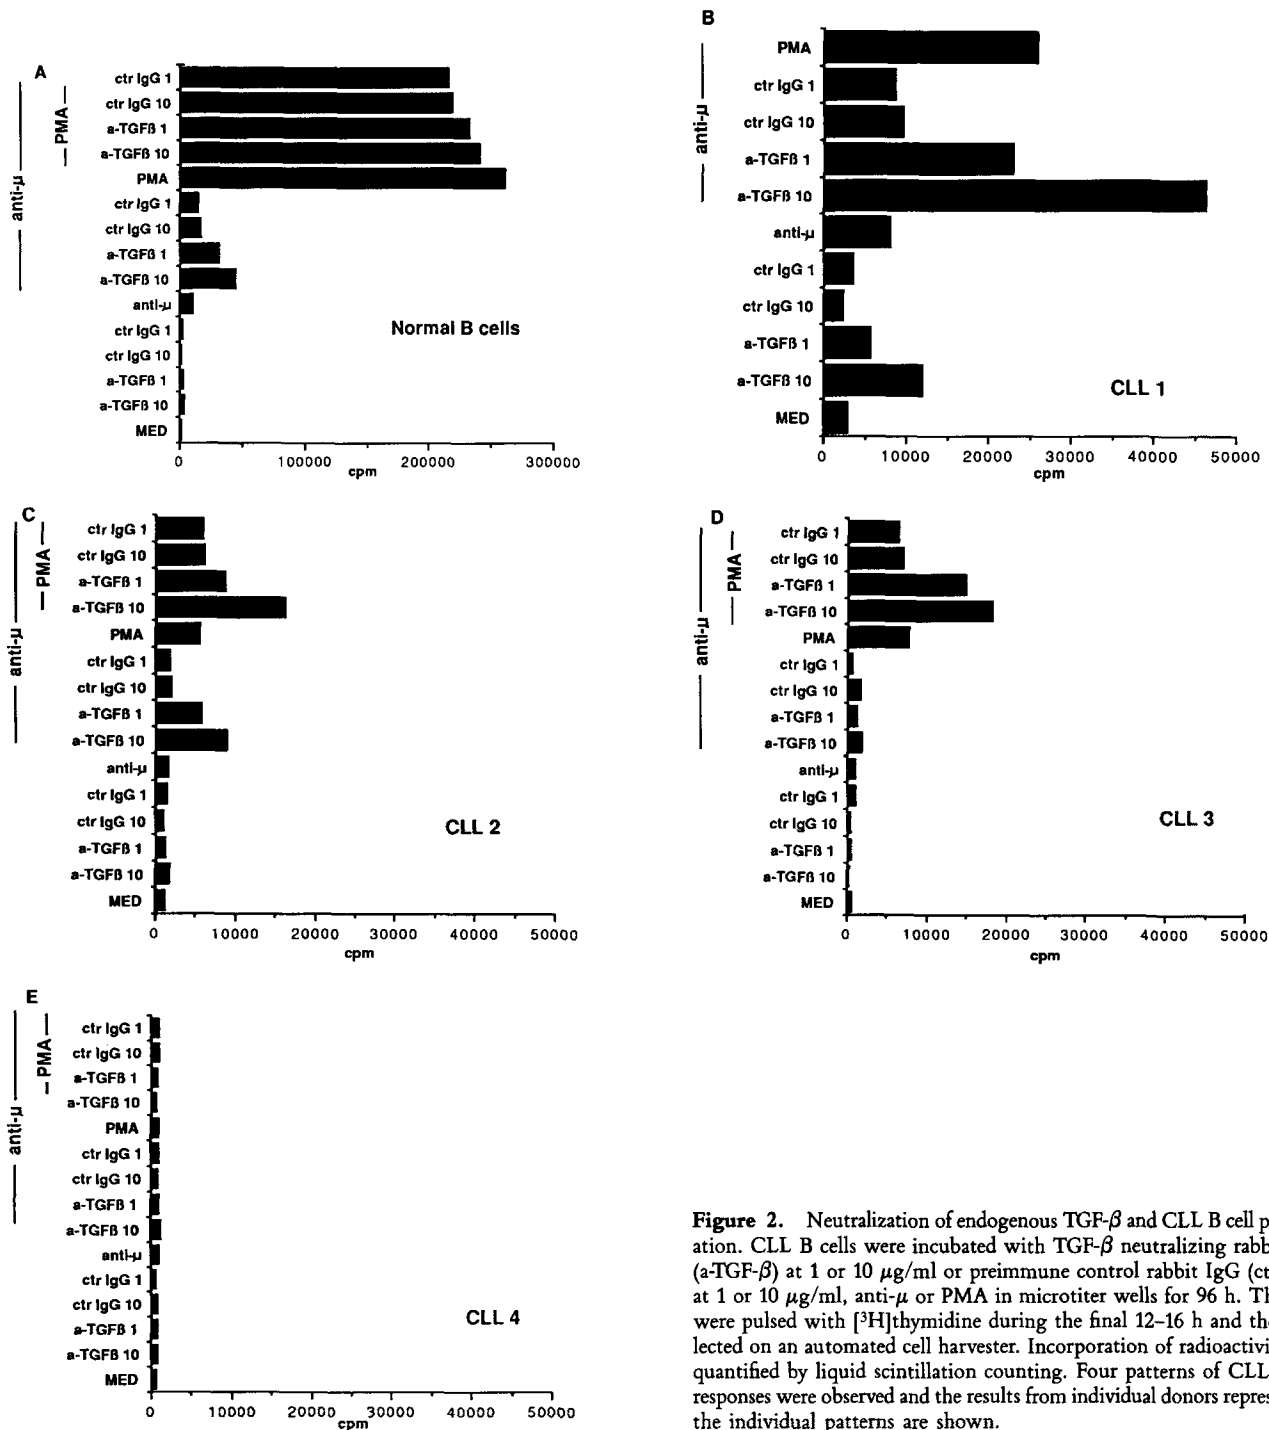 A
anti-μ
PMA
ctr IgG 1
ctr IgG 10
a-TGFß 1
a-TGFß 10
PMA
ctr IgG 1
ctr IgG 10
a-TGFß 1
a-TGFß 10
anti-μ
ctr IgG 1
ctr IgG 10
a-TGFß 1
a-TGFß 10
MED
Normal B cells
0 100000 200000 300000
cpm
B
anti-μ
PMA
ctr IgG 1
ctr IgG 10
a-TGFß 1
a-TGFß 10
anti-μ
ctr IgG 1
ctr IgG 10
a-TGFß 1
a-TGFß 10
MED
CLL 1
0 10000 20000 30000 40000 50000
cpm
C
anti-μ
PMA
ctr IgG 1
ctr IgG 10
a-TGFß 1
a-TGFß 10
PMA
ctr IgG 1
ctr IgG 10
a-TGFß 1
a-TGFß 10
anti-μ
ctr IgG 1
ctr IgG 10
a-TGFß 1
a-TGFß 10
MED
CLL 2
0 10000 20000 30000 40000 50000
cpm
D
anti-μ
PMA
ctr IgG 1
ctr IgG 10
a-TGFß 1
a-TGFß 10
PMA
ctr IgG 1
ctr IgG 10
a-TGFß 1
a-TGFß 10
anti-μ
ctr IgG 1
ctr IgG 10
a-TGFß 1
a-TGFß 10
MED
CLL 3
0 10000 20000 30000 40000 50000
cpm
E
anti-μ
PMA
ctr IgG 1
ctr IgG 10
a-TGFß 1
a-TGFß 10
PMA
ctr IgG 1
ctr IgG 10
a-TGFß 1
a-TGFß 10
anti-μ
ctr IgG 1
ctr IgG 10
a-TGFß 1
a-TGFß 10
MED
CLL 4
0 10000 20000 30000 40000 50000
cpm
Figure 2. Neutralization of endogenous TGF-β and CLL B cell p
ation. CLL B cells were incubated with TGF-β neutralizing rabb
(a-TGF-β) at 1 or 10 μg/ml or preimmune control rabbit IgG (ct
at 1 or 10 μg/ml, anti-μ or PMA in microtiter wells for 96 h. Th
were pulsed with [³H]thymidine during the final 12–16 h and the
lected on an automated cell harvester. Incorporation of radioactivi
quantified by liquid scintillation counting. Four patterns of CLL
responses were observed and the results from individual donors repres
the individual patterns are shown.